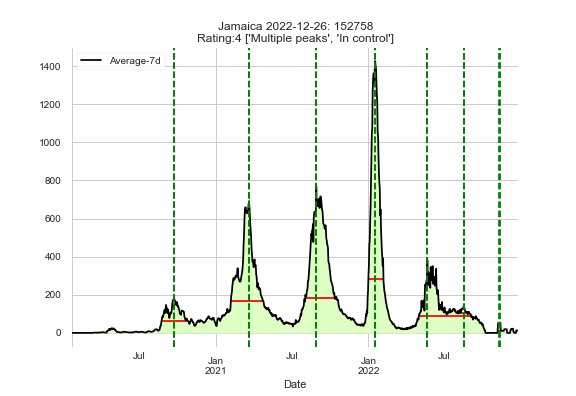 Jamaica 2022-12-26: 152758
Rating:4 ['Multiple peaks', 'In control']
Average-7d
1400
1200
1000
800
600
400
200
0
Jul
Jan
2021
Jul
Jan
2022
Jul
Date